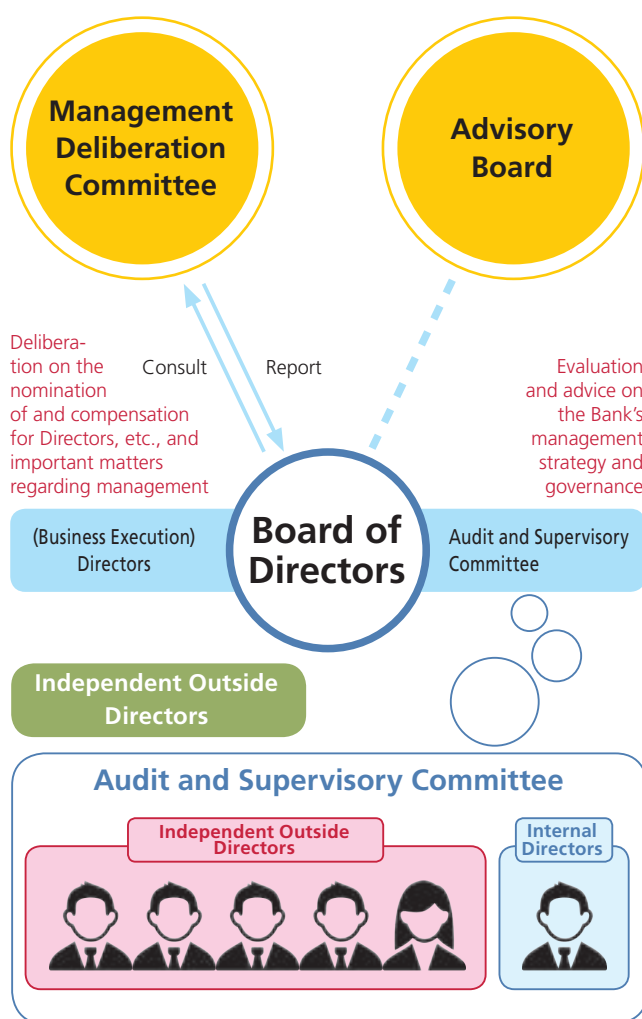 Management
Deliberation
Committee
Advisory
Board
Delibera-
tion on the
nomination
of and compensation
for Directors, etc., and
important matters
regarding management
Consult
Report
Evaluation
and advice on
the Bank's
management
strategy and
governance
(Business Execution)
Directors
Board of
Directors
Audit and Supervisory
Committee
Independent Outside
Directors
Audit and Supervisory Committee
Independent Outside
Directors
Internal
Directors